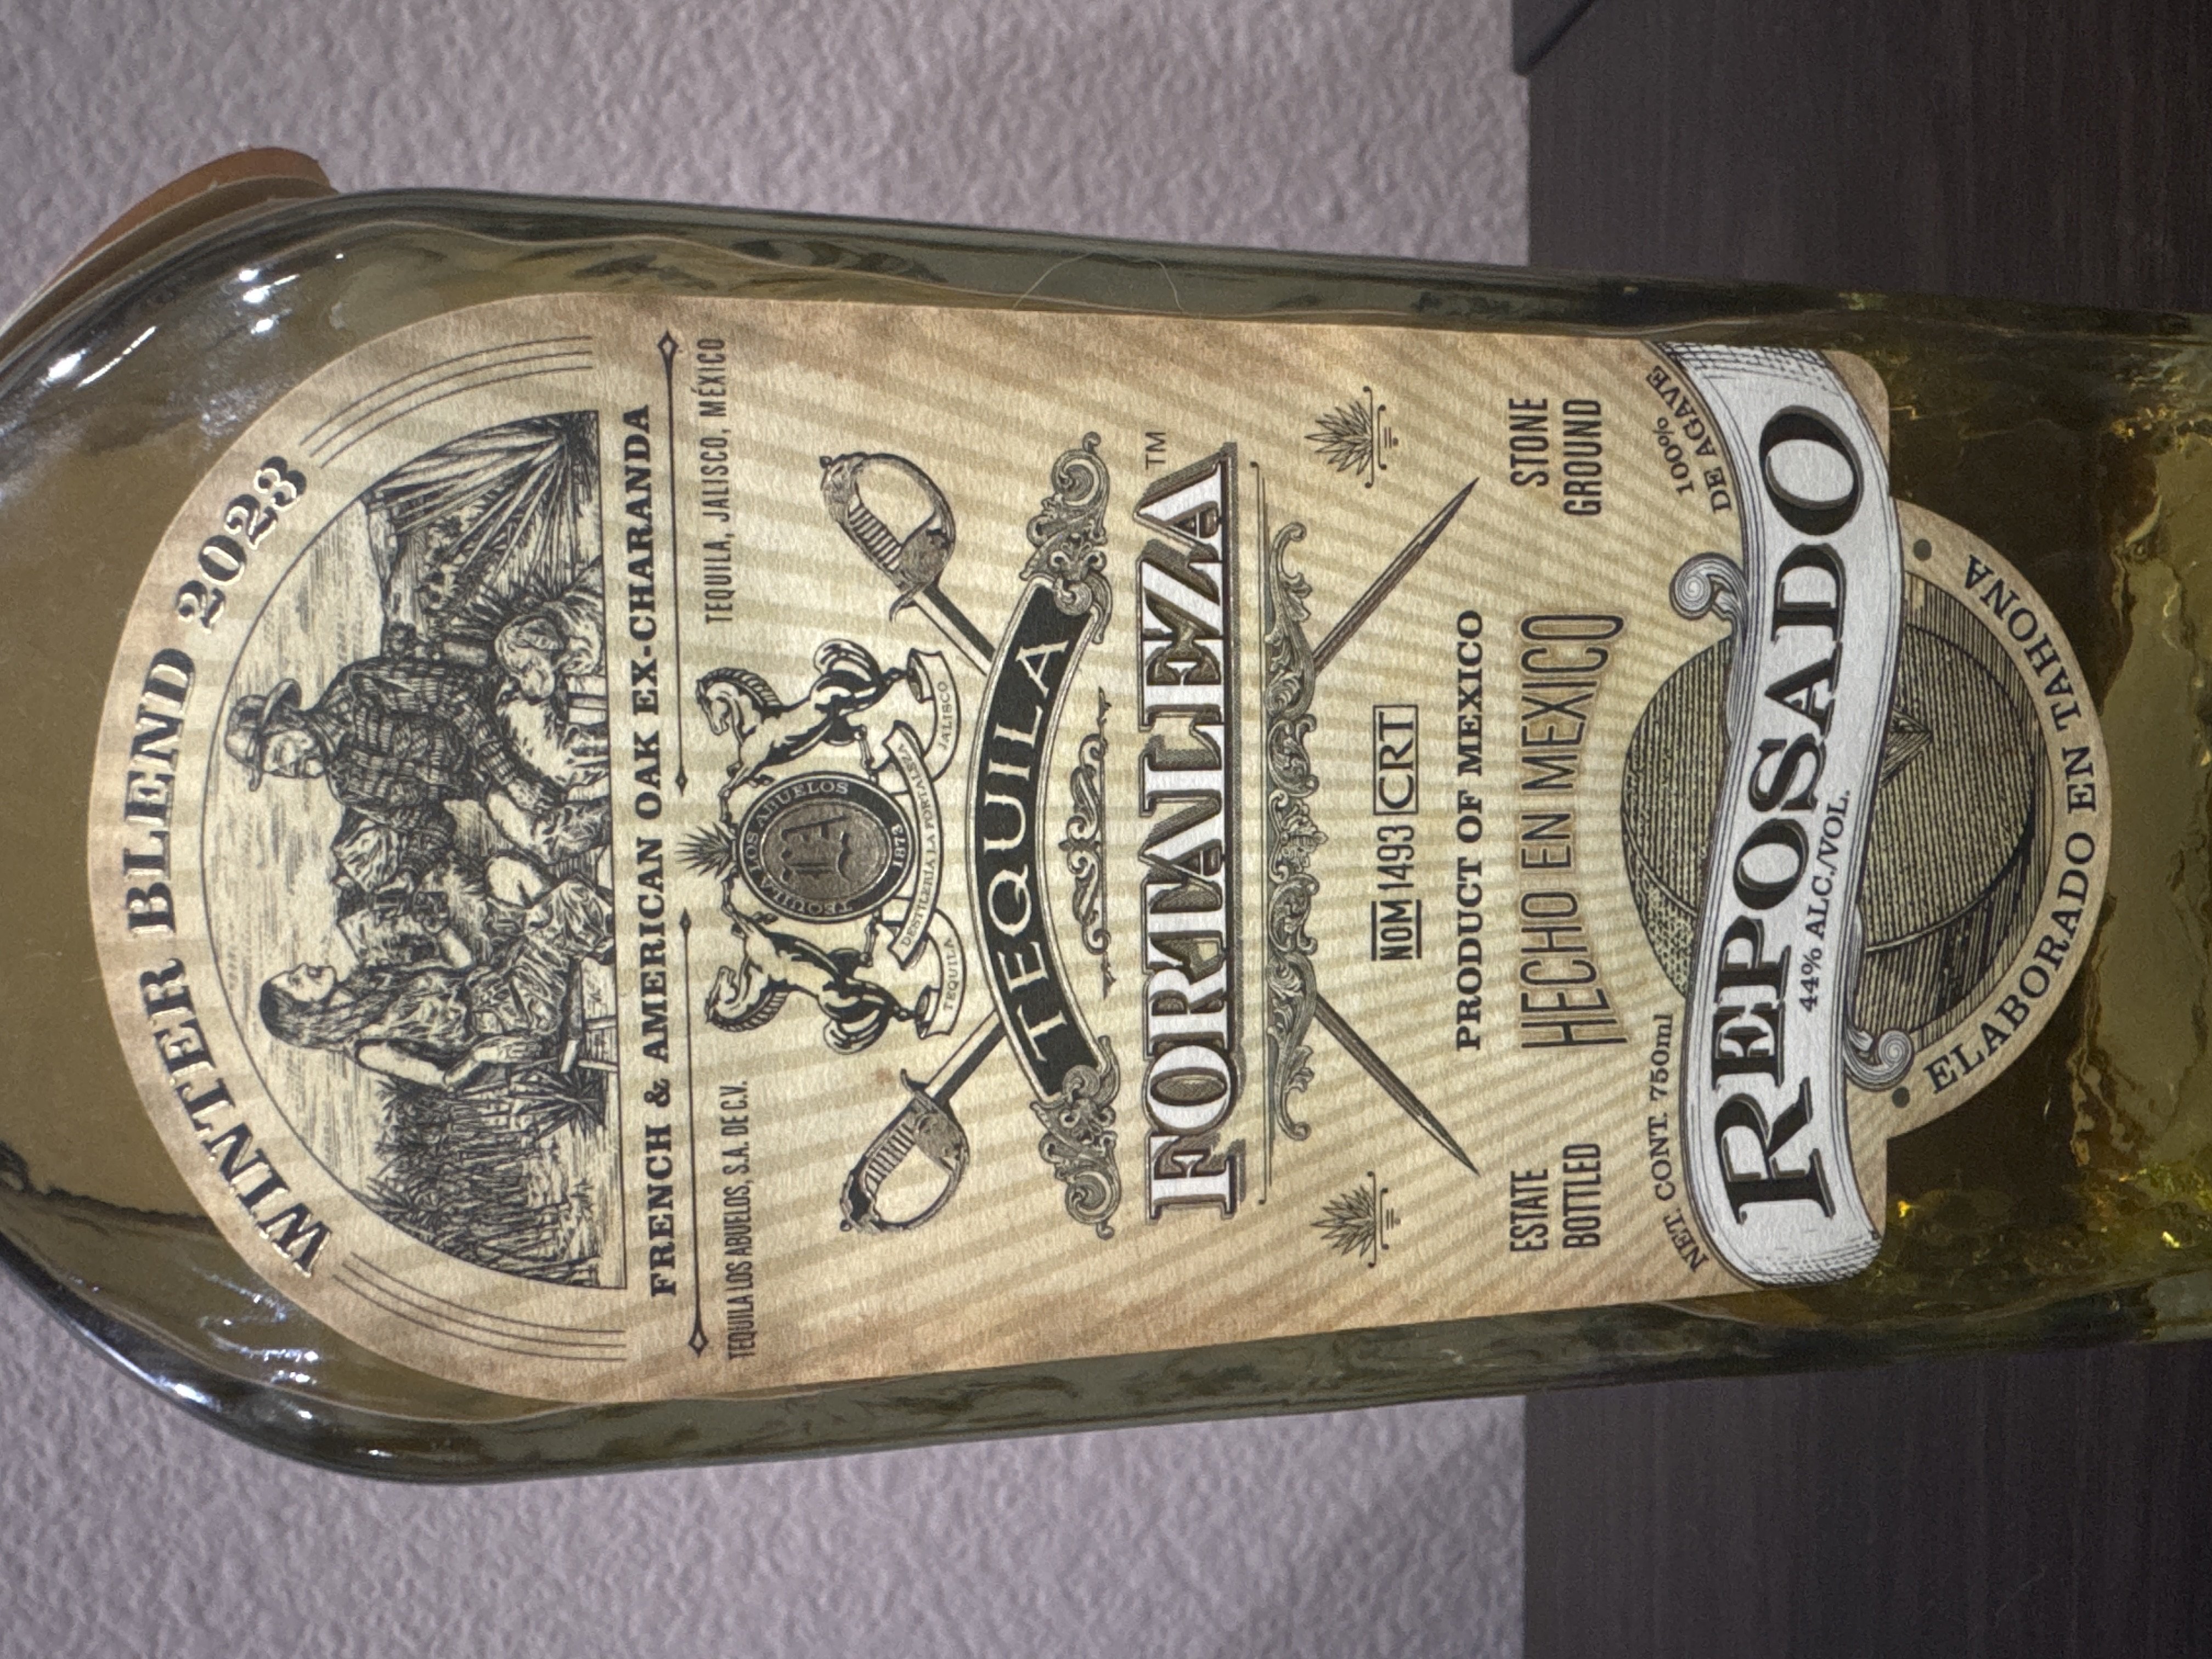 WINTER BLEND 2023
FRENCH & AMERICAN OAK EX-CHARANDA
TEQUILA LOS ABUELOS, S.A. DE C.V.
TEQUILA, JALISCO, MÉXICO
TEQUILA LOS ABUELOS
LA
1873
TEQUILA
DESTILERIA LA FORTALEZA
JALISCO
TEQUILA
FORTALEZA™
NOM 1493 CRT
PRODUCT OF MEXICO
ESTATE
BOTTLED
HECHO EN MEXICO
STONE
GROUND
NET. CONT. 750ml
100%
DE AGAVE
REPOSADO
44% ALC./VOL.
• ELABORADO EN TAHONA •